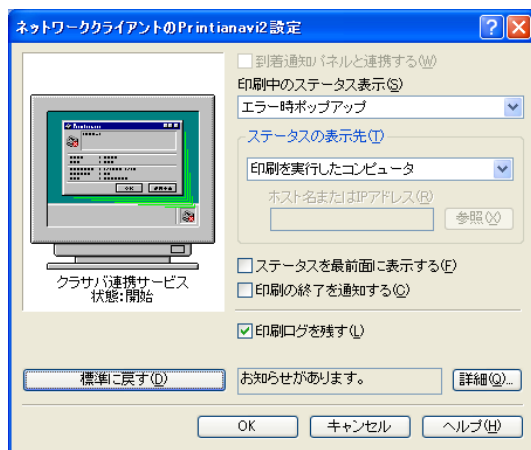 ネットワーククライアントのPrintianavi2設定
到着通知パネルと連携する(W)
印刷中のステータス表示(S)
エラー時ポップアップ
ステータスの表示先(T)
印刷を実行したコンピュータ
ホスト名またはIPアドレス(R)
参照(X)
Printianavi
OK
クラサバ連携サービス
状態:開始
ステータスを最前面に表示する(F)
印刷の終了を通知する(C)
印刷ログを残す(L)
標準に戻す(D)
お知らせがあります。
詳細(Q)...
OK
キャンセル
ヘルプ(H)